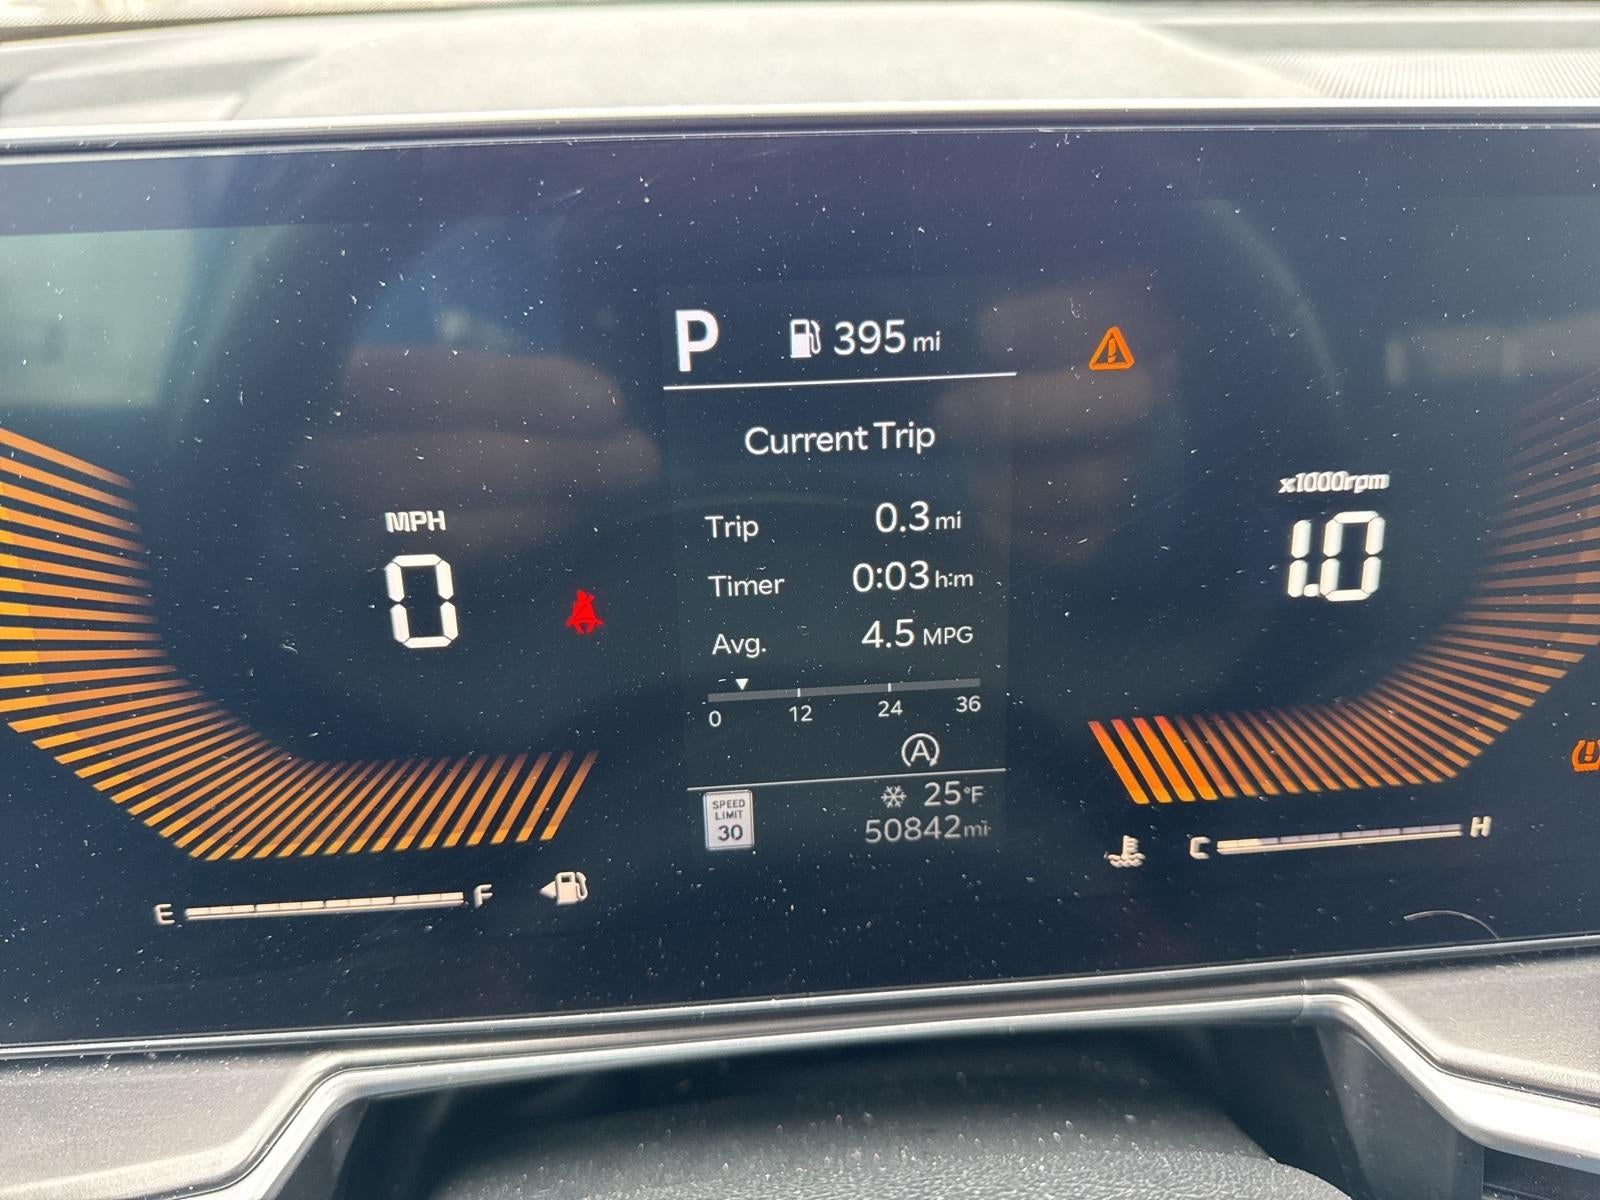 P 395 mi
Current Trip
Trip 0.3 mi
Timer 0:03 h:m
Avg. 4.5 MPG
0 12 24 36
A
SPEED LIMIT 30
25°F
50842 mi
MPH
0
x1000rpm
1.0
E F
C H